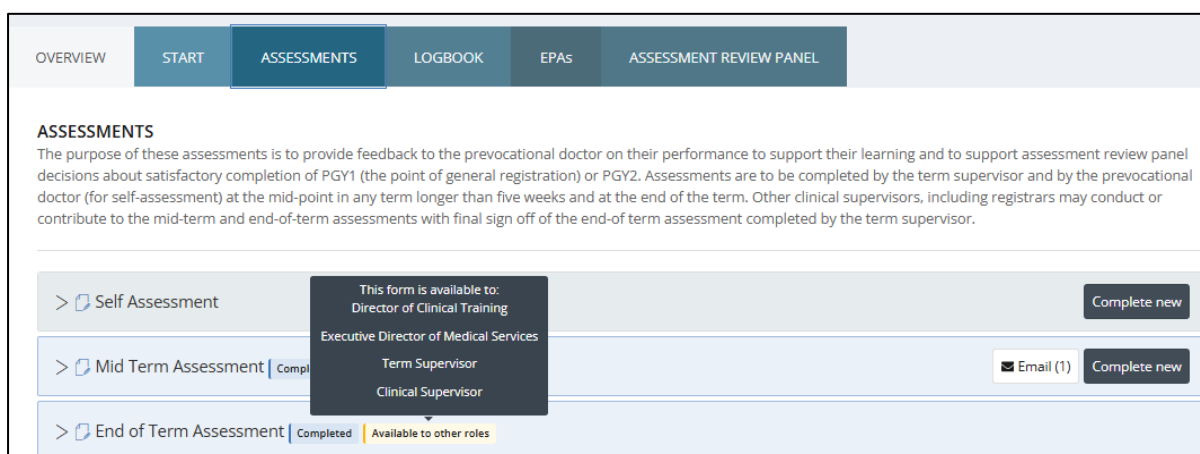 OVERVIEW START ASSESSMENTS LOGBOOK EPAs ASSESSMENT REVIEW PANEL
ASSESSMENTS
The purpose of these assessments is to provide feedback to the prevocational doctor on their performance to support their learning and to support assessment review panel
decisions about satisfactory completion of PGY1 (the point of general registration) or PGY2. Assessments are to be completed by the term supervisor and by the prevocational
doctor (for self-assessment) at the mid-point in any term longer than five weeks and at the end of the term. Other clinical supervisors, including registrars may conduct or
contribute to the mid-term and end-of-term assessments with final sign off of the end-of term assessment completed by the term supervisor.
This form is available to:
Director of Clinical Training
Executive Director of Medical Services
Term Supervisor
Clinical Supervisor
Self Assessment Complete new
Mid Term Assessment Email (1) Complete new
End of Term Assessment Completed Available to other roles